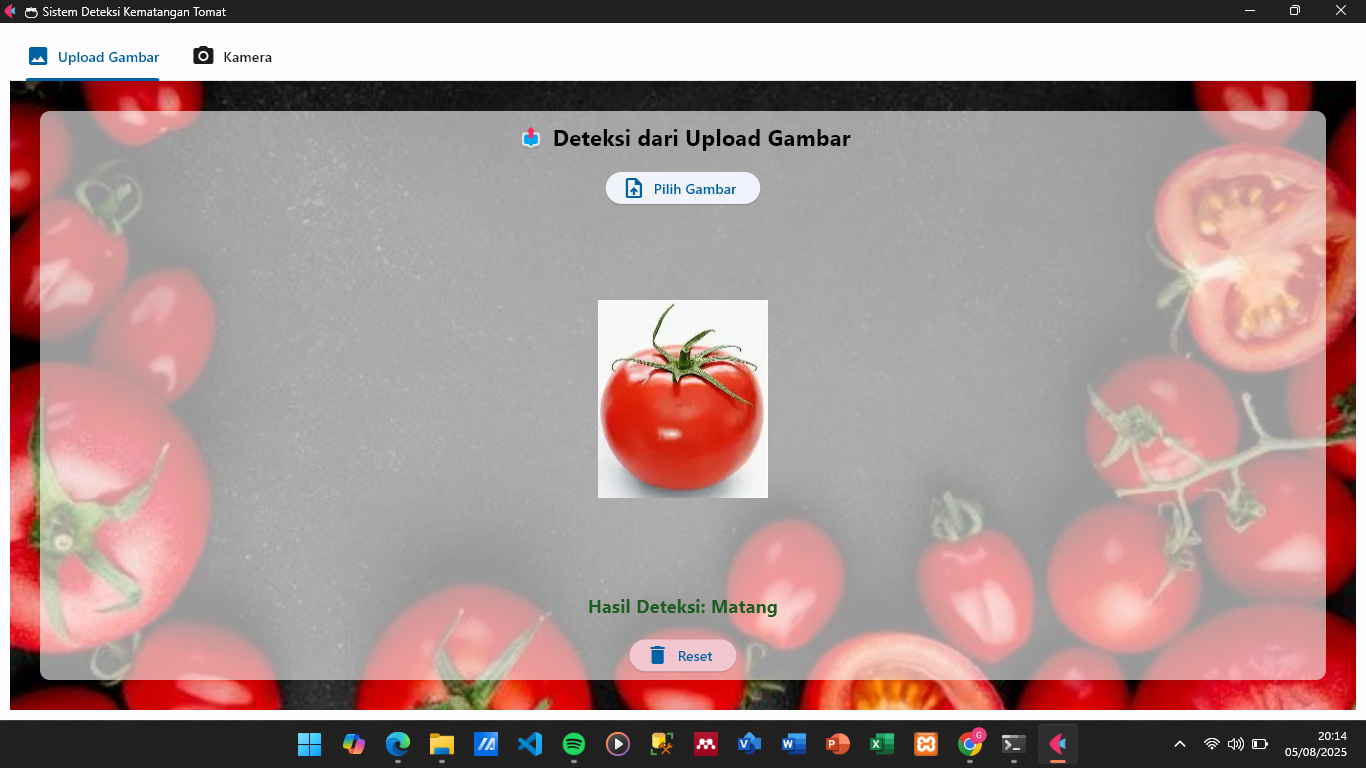 Sistem Deteksi Kematangan Tomat
Upload Gambar
Kamera
Deteksi dari Upload Gambar
Pilih Gambar
Hasil Deteksi: Matang
Reset
G
20:14
05/08/2025